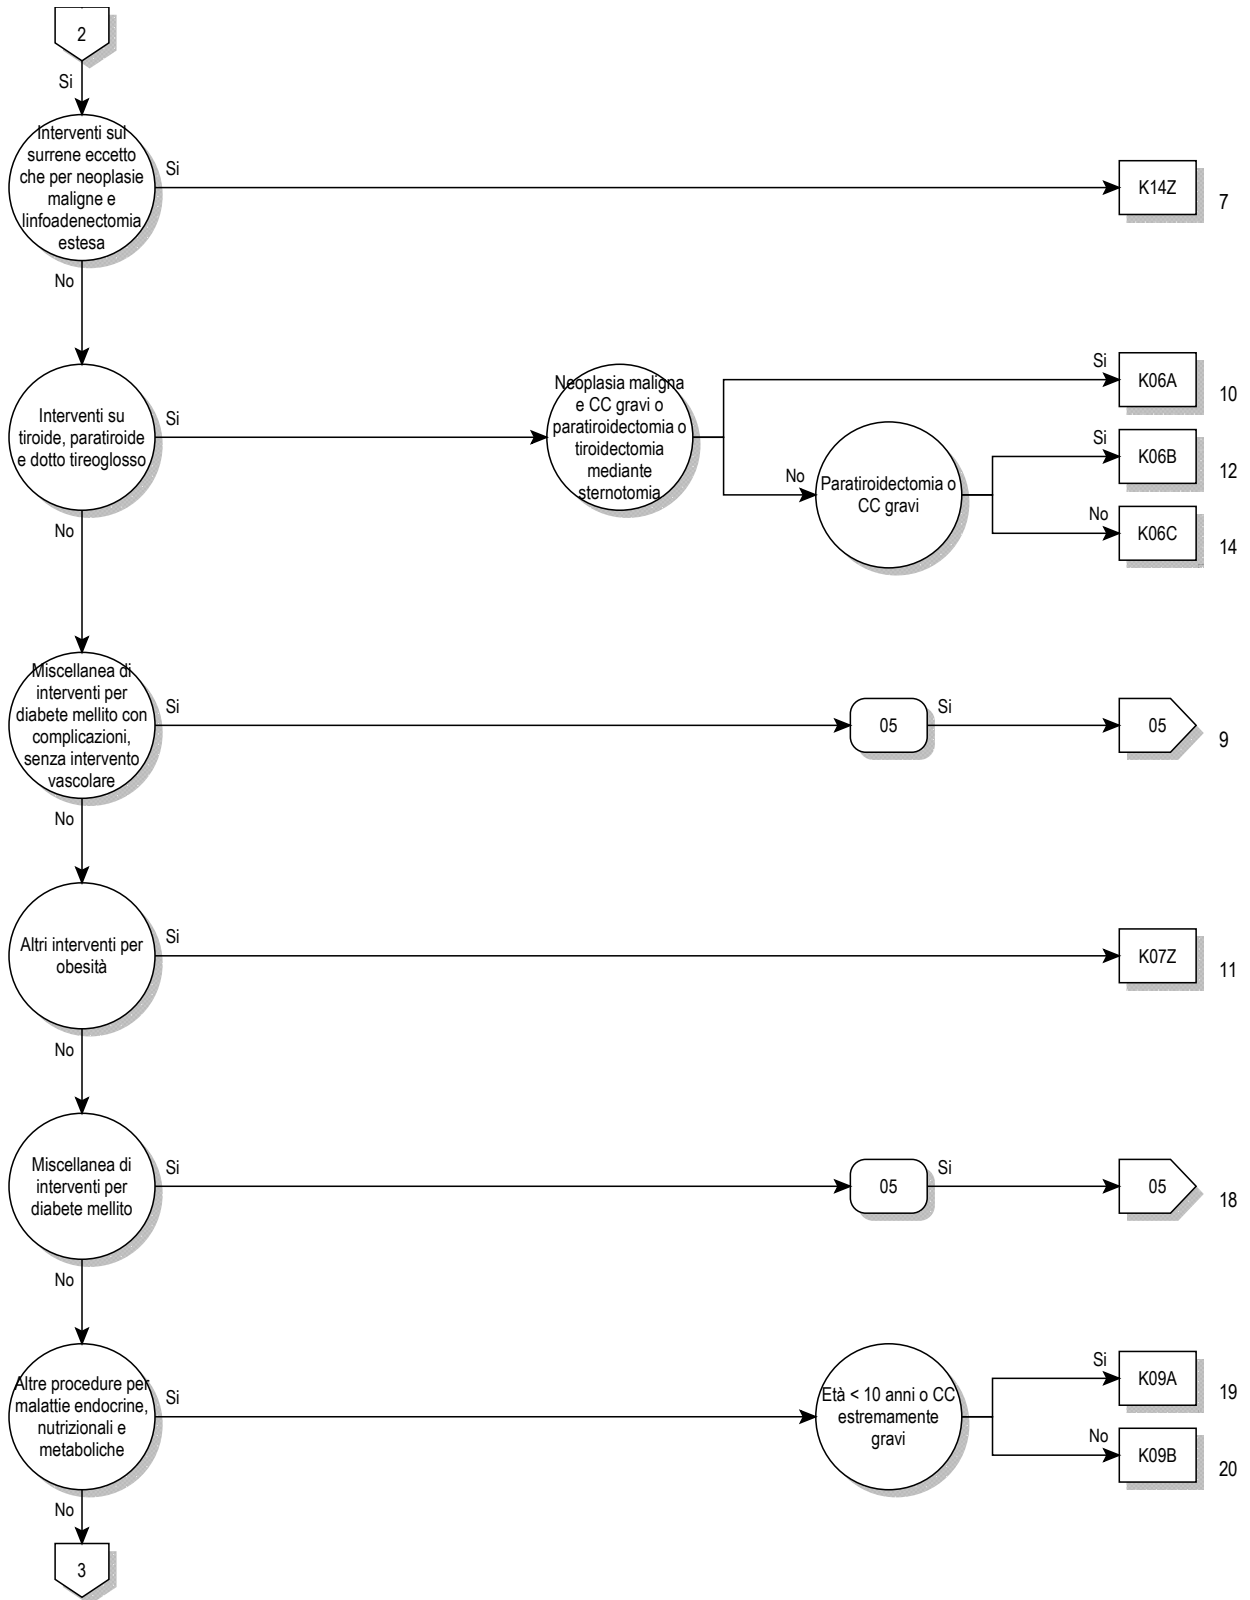 2
Si
Interventi sul
surrene eccetto
che per neoplasie
maligne e
linfoadenectomia
estesa
Si
K14Z
7
No
Interventi su
tiroide, paratiroide
e dotto tireoglosso
Si
Neoplasia maligna
e CC gravi o
paratiroidectomia o
tiroidectomia
mediante
sternotomia
Si
K06A
10
No
Paratiroidectomia o
CC gravi
Si
K06B
12
No
K06C
14
No
Miscellanea di
interventi per
diabete mellito con
complicazioni,
senza intervento
vascolare
Si
05
Si
05
9
No
Altri interventi per
obesità
Si
K07Z
11
No
Miscellanea di
interventi per
diabete mellito
Si
05
Si
05
18
No
Altre procedure per
malattie endocrine,
nutrizionali e
metaboliche
Si
Età < 10 anni o CC
estremamente
gravi
Si
K09A
19
No
K09B
20
No
3